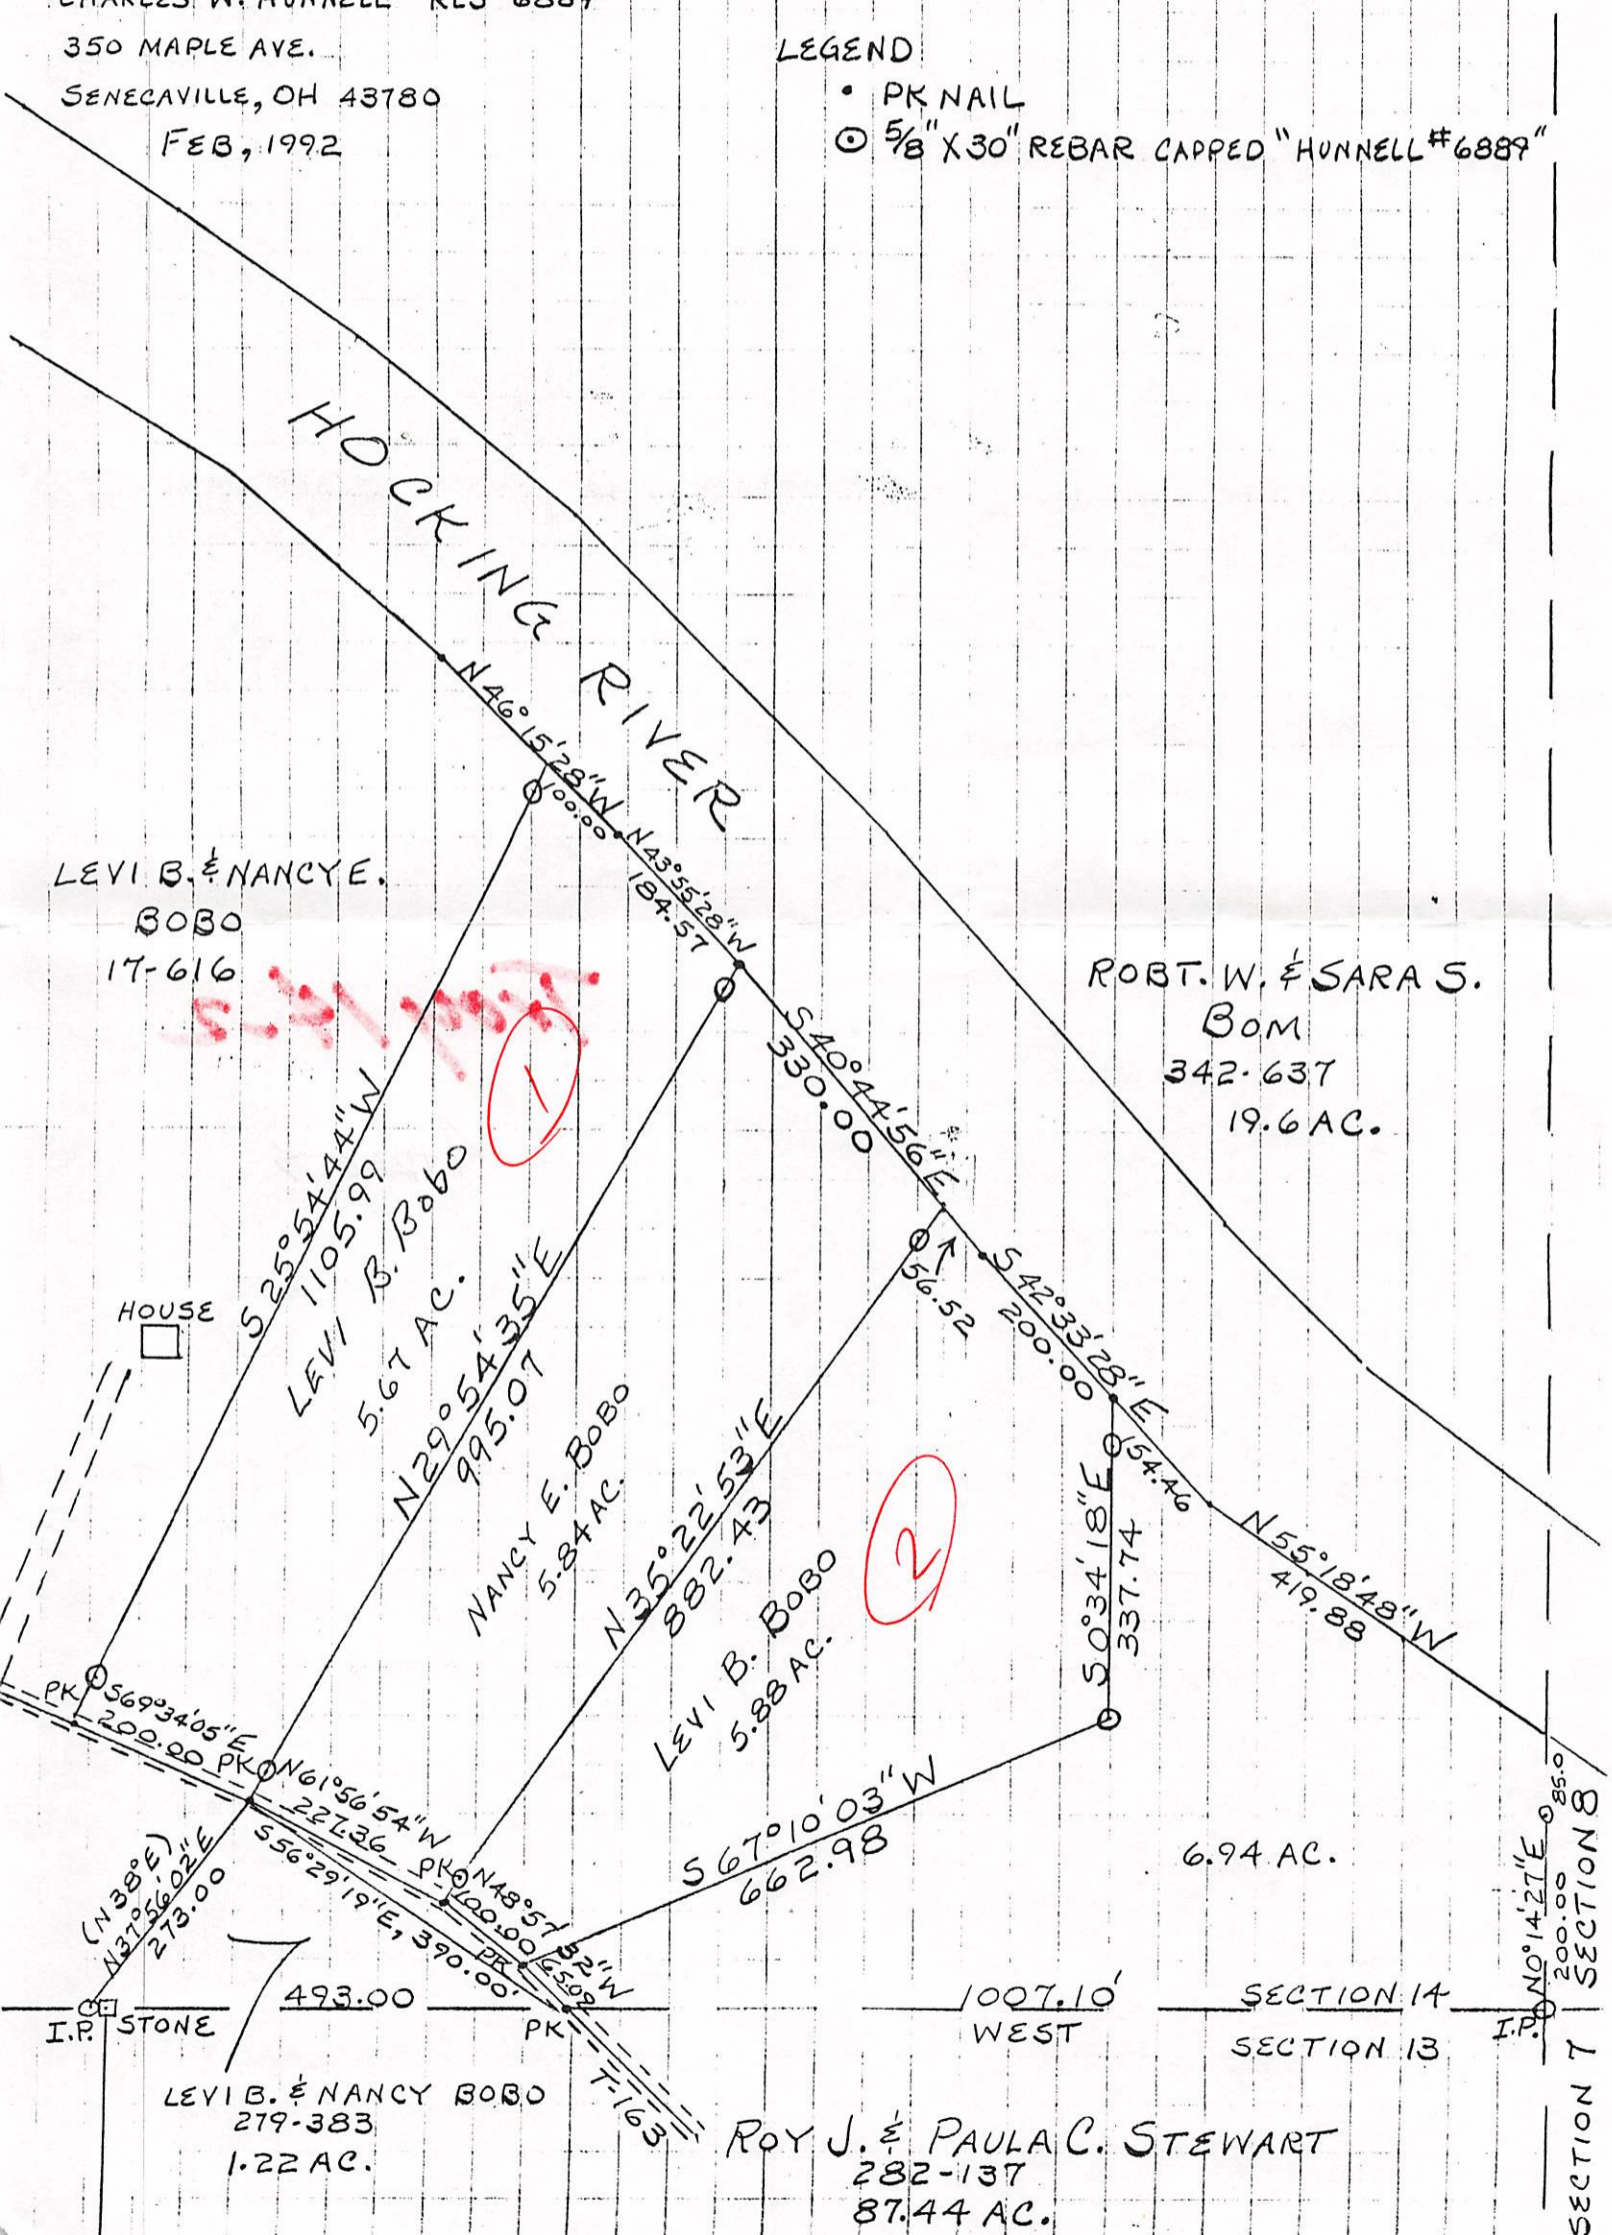 CHARLES W. HUNNELL RLS 6889
350 MAPLE AVE.
SENECAVILLE, OH 43780
FEB, 1992
LEGEND
• PK NAIL
⊙ 5/8" X 30" REBAR CAPPED "HUNNELL #6889"
HOCKING RIVER
N46°15'28"W
100.00
N43°55'28"W
184.57
LEVI B. & NANCY E.
BOBO
17-616
1
ROBT. W. & SARA S.
BOM
342-637
19.6 AC.
S40°44'56"E
330.00
S 25°54'44"W
1105.99
LEVI B. Bobo
5.67 AC.
HOUSE
N29°54'35"E
995.07
56.52
S42°33'28"E
200.00
154.46
NANCY E. BOBO
5.84 AC.
N35°22'53"E
882.43
2
LEVI B. BOBO
5.88 AC.
S0°34'18"E
337.74
N55°18'48"W
419.88
PK
S69°34'05"E
200.00
PK
N61°56'54"W
227.36
PK
N48°57'32"W
100.00
65.09
PK
S56°29'19"E, 390.00'
S 67°10'03"W
662.98
6.94 AC.
85.0
N0°14'27"E
200.00
SECTION 8
(N38°E)
N37°56'02"E
273.00
493.00
1007.10'
WEST
SECTION 14
SECTION 13
I.P.
STONE
PK
I.P.
SECTION 7
T-163
LEVI B. & NANCY BOBO
279-383
1.22 AC.
ROY J. & PAULA C. STEWART
282-137
87.44 AC.